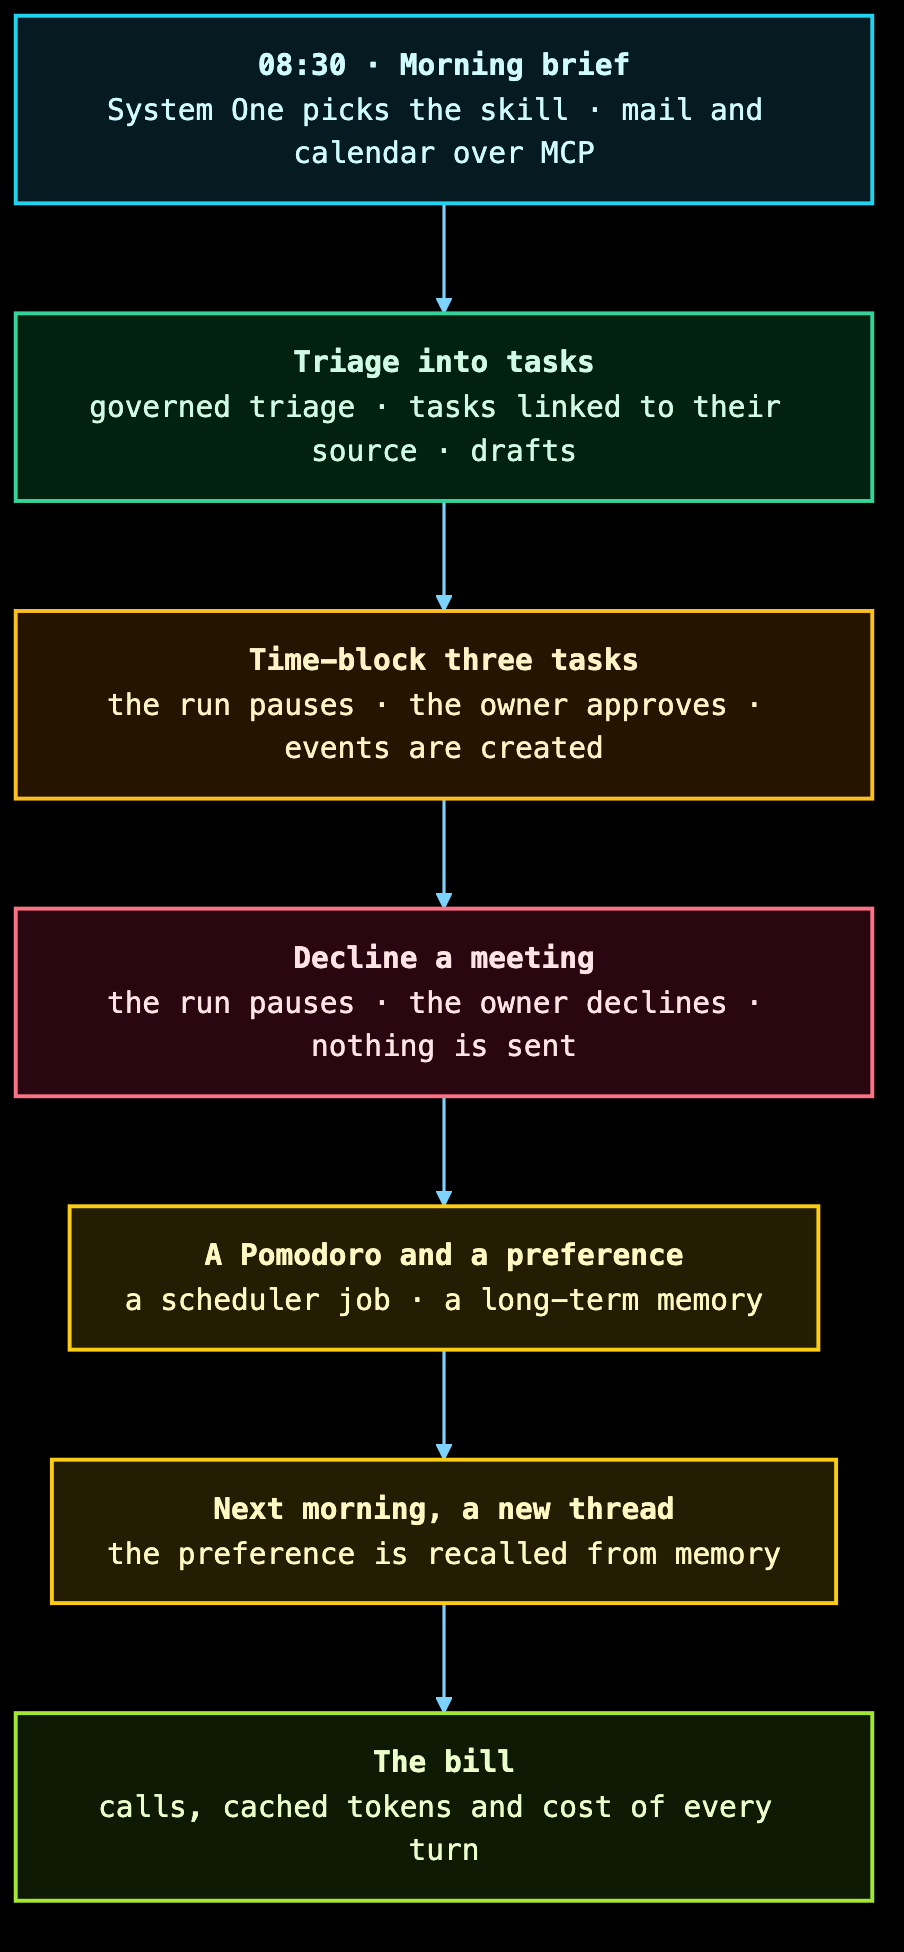 08:30 · Morning brief
System One picks the skill · mail and
calendar over MCP
Triage into tasks
governed triage · tasks linked to their
source · drafts
Time–block three tasks
the run pauses · the owner approves ·
events are created
Decline a meeting
the run pauses · the owner declines ·
nothing is sent
A Pomodoro and a preference
a scheduler job · a long–term memory
Next morning, a new thread
the preference is recalled from memory
The bill
calls, cached tokens and cost of every
turn